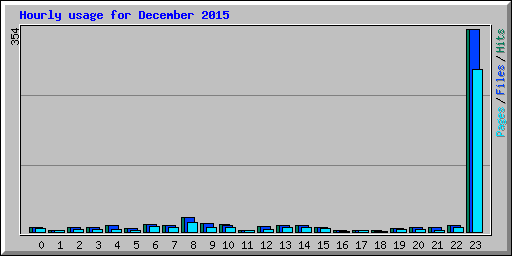 Hourly usage for December 2015
354
Pages/Files/Hits
0 1 2 3 4 5 6 7 8 9 10 11 12 13 14 15 16 17 18 19 20 21 22 23